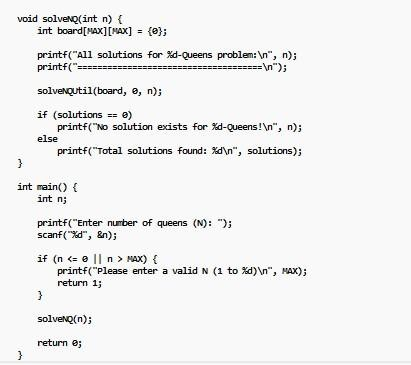 void solveNQ(int n) {
    int board[MAX][MAX] = {0};
    printf("All solutions for %d-Queens problem:\n", n);
    printf("=====================================\n");
    solveNQUtil(board, 0, n);
    if (solutions == 0)
        printf("No solution exists for %d-Queens!\n", n);
    else
        printf("Total solutions found: %d\n", solutions);
}
int main() {
    int n;
    printf("Enter number of queens (N): ");
    scanf("%d", &n);
    if (n <= 0 || n > MAX) {
        printf("Please enter a valid N (1 to %d)\n", MAX);
        return 1;
    }
    solveNQ(n);
    return 0;
}